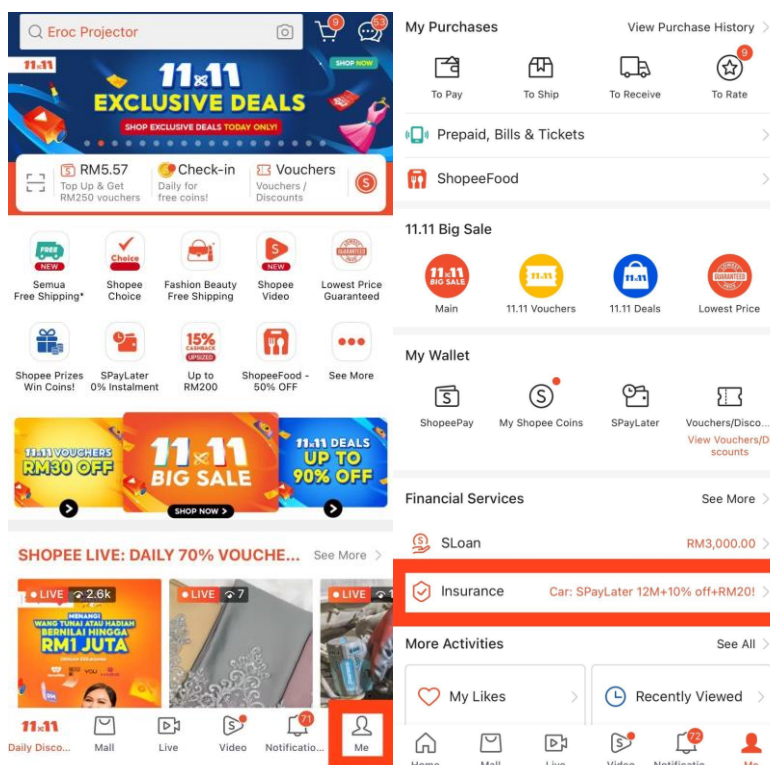 Eroc Projector
9
53
11.11
SHOP NOW
11.11
EXCLUSIVE DEALS
SHOP EXCLUSIVE DEALS TODAY ONLY!
RM5.57
Top Up & Get
RM250 vouchers
Check-in
Daily for
free coins!
Vouchers
Vouchers /
Discounts
FREE
NEW
Semua
Free Shipping*
Choice
Shopee
Choice
Fashion Beauty
Free Shipping
NEW
Shopee
Video
GUARANTEED
Lowest Price
Guaranteed
Shopee Prizes
Win Coins!
SPayLater
0% Instalment
15%
CASHBACK
UPSIZED
Up to
RM200
ShopeeFood -
50% OFF
See More
11.11 VOUCHERS
RM30 OFF
11.11
BIG SALE
SHOP NOW >
11.11 DEALS
UP TO
90% OFF
SHOPEE LIVE: DAILY 70% VOUCHE...
See More >
LIVE 2.6k
MENANGI
WANG TUNAI ATAU HADIAH
BERNILAI HINGGA
RM1 JUTA
LIVE 7
LIVE 1
11.11
Daily Disco...
Mall
Live
Video
71
Notificatio...
Me
My Purchases
View Purchase History >
To Pay
To Ship
To Receive
9
To Rate
Prepaid, Bills & Tickets
ShopeeFood
11.11 Big Sale
11.11
BIG SALE
Main
11.11
11.11 Vouchers
11.11
11.11 Deals
GUARANTEED
Lowest Price
My Wallet
ShopeePay
My Shopee Coins
SPayLater
Vouchers/Disco...
View Vouchers/D
scounts
Financial Services
See More >
SLoan
RM3,000.00 >
Insurance
Car: SPayLater 12M+10% off+RM20! >
More Activities
See All >
My Likes >
Recently Viewed >
72
Home
Mall
Live
Video
Notificatio...
Me